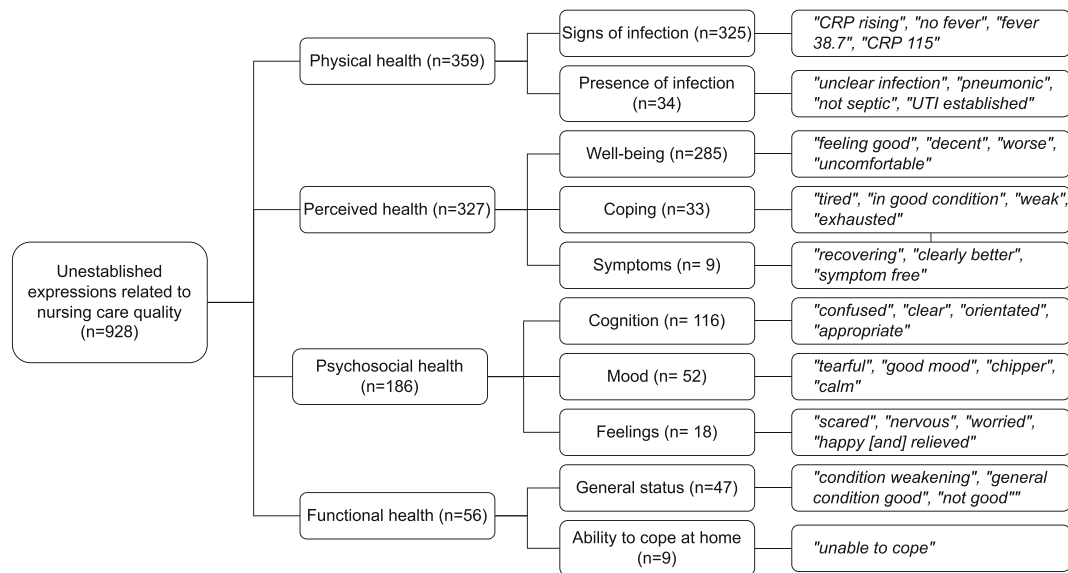 Unestablished
expressions related to
nursing care quality
(n=928)
Physical health (n=359)
Signs of infection (n=325)
"CRP rising", "no fever", "fever
38.7", "CRP 115"
Presence of infection
(n=34)
"unclear infection", "pneumonic",
"not septic", "UTI established"
Perceived health (n=327)
Well-being (n=285)
"feeling good", "decent", "worse",
"uncomfortable"
Coping (n=33)
"tired", "in good condition", "weak",
"exhausted"
Symptoms (n= 9)
"recovering", "clearly better",
"symptom free"
Psychosocial health
(n=186)
Cognition (n= 116)
"confused", "clear", "orientated",
"appropriate"
Mood (n= 52)
"tearful", "good mood", "chipper",
"calm"
Feelings (n= 18)
"scared", "nervous", "worried",
"happy [and] relieved"
Functional health (n=56)
General status (n=47)
"condition weakening", "general
condition good", "not good""
Ability to cope at home
(n=9)
"unable to cope"